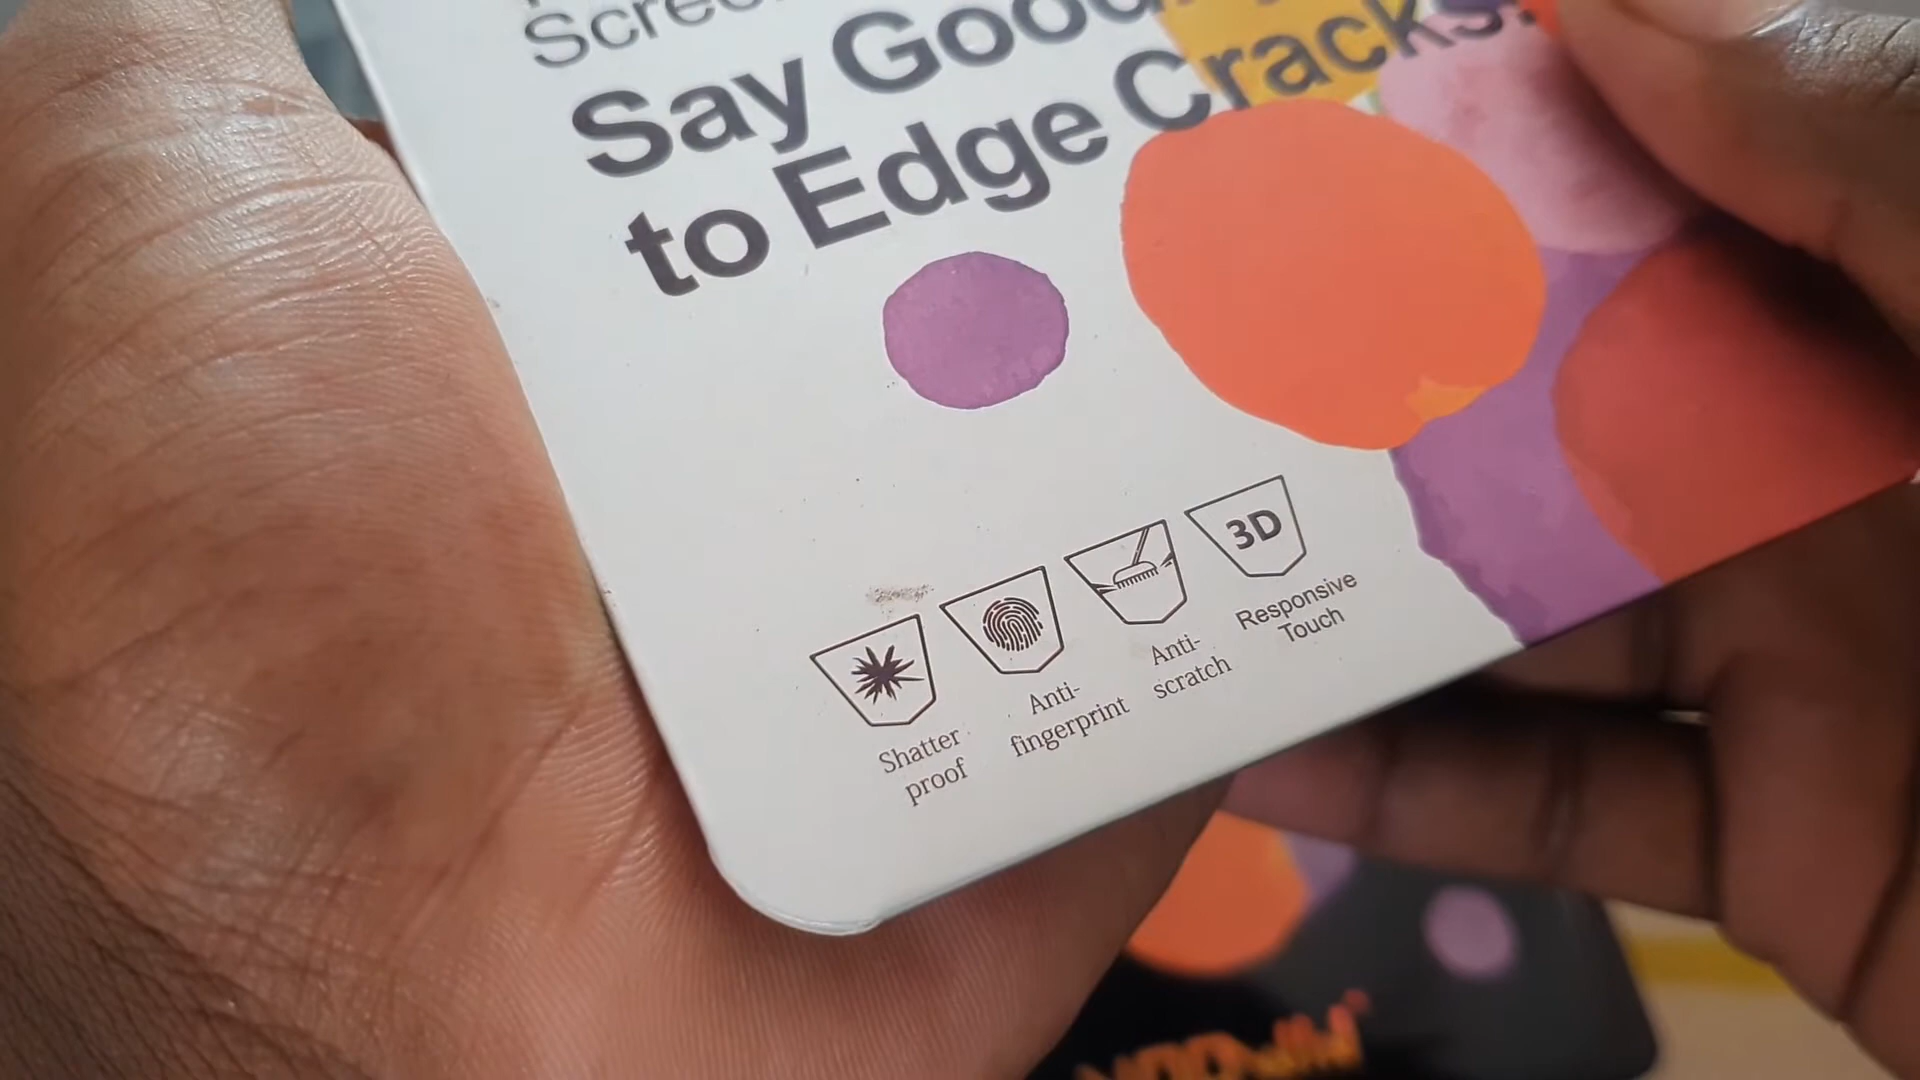 Say Good
to Edge Cracks!
3D
Shatter
proof
Anti-
fingerprint
Anti-
scratch
Responsive
Touch